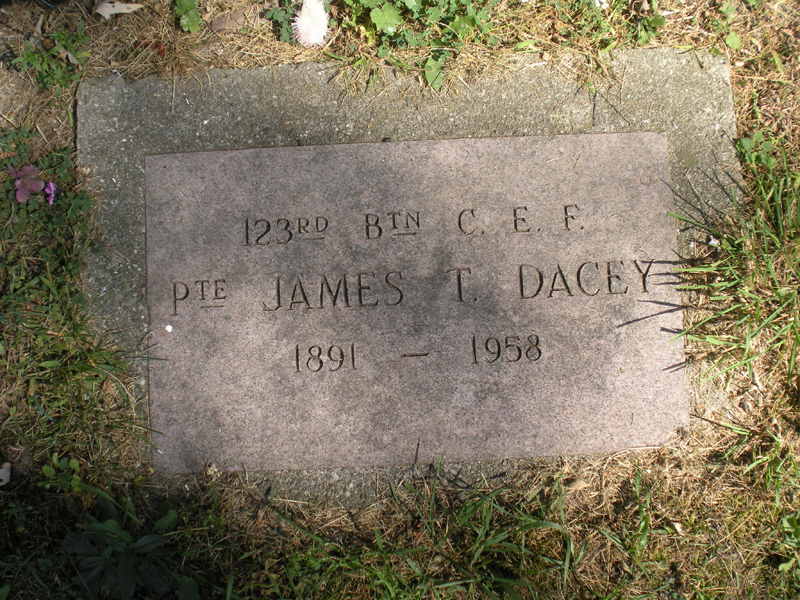 123RD BTN C. E. F.
PTE JAMES T. DACEY
1891 — 1958